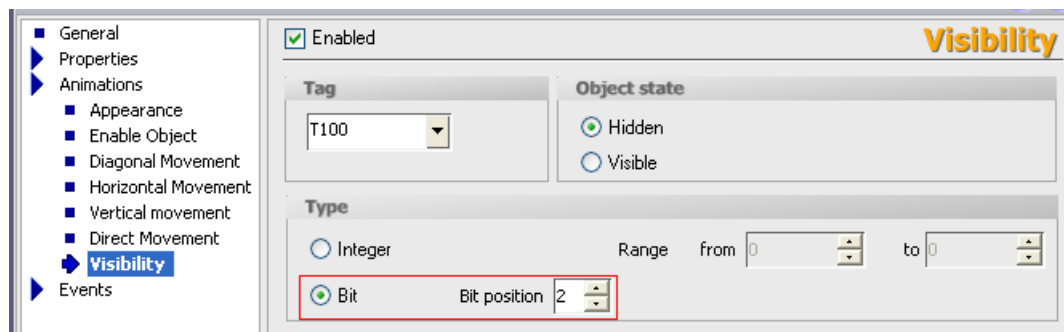 General
Properties
Animations
Appearance
Enable Object
Diagonal Movement
Horizontal Movement
Vertical movement
Direct Movement
Visibility
Events
Enabled
Visibility
Tag
T100
Object state
Hidden
Visible
Type
Integer Range from 0 to 0
Bit Bit position 2